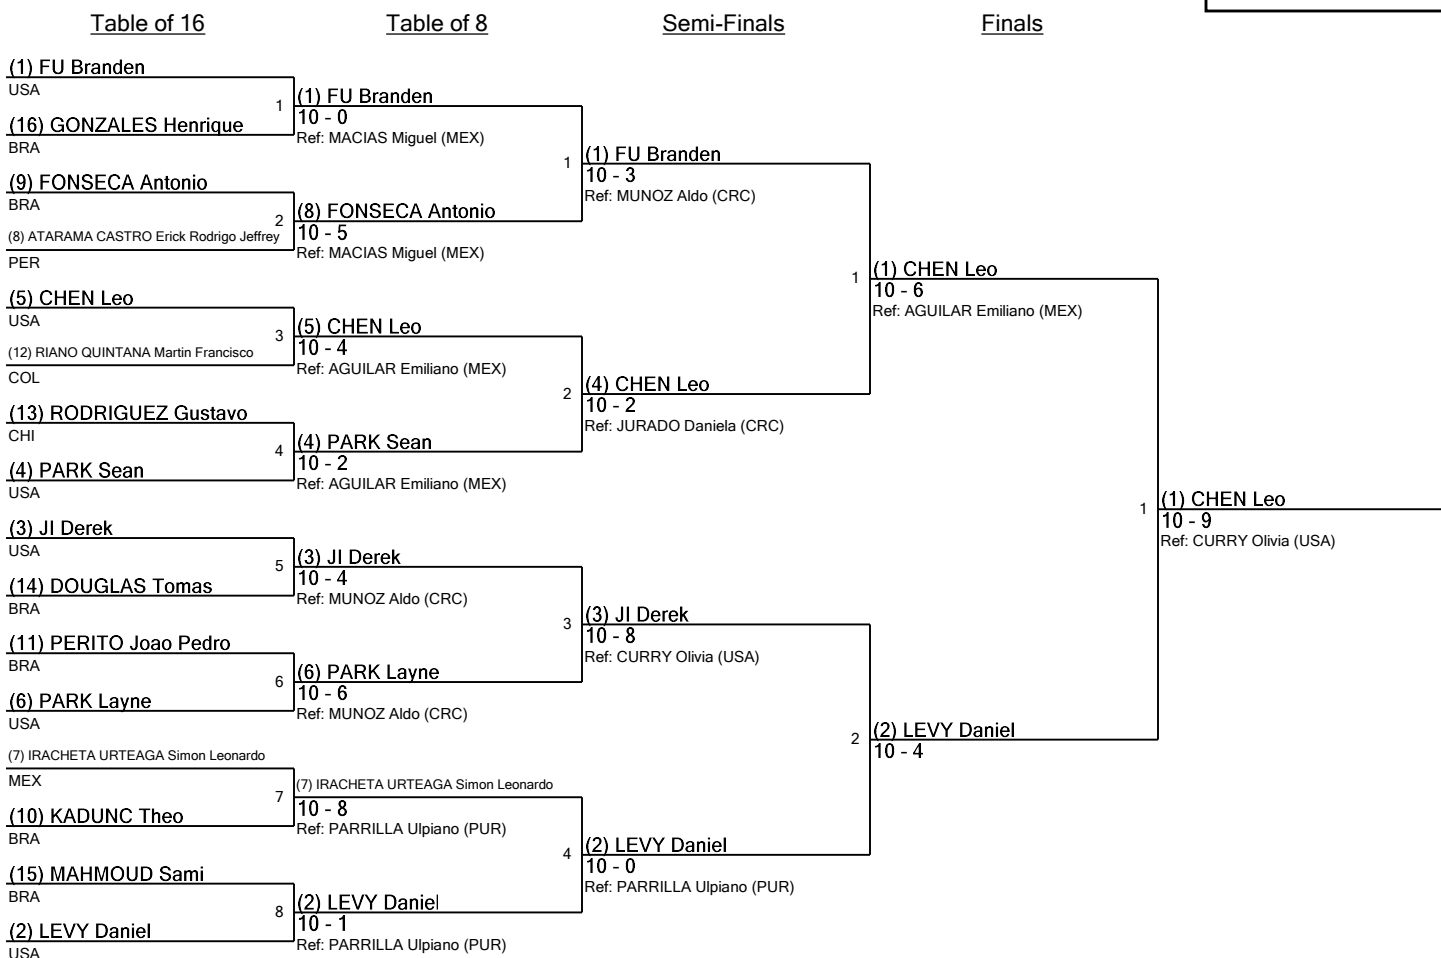 Table of 16
Table of 8
Semi-Finals
Finals
(1) FU Branden
USA
1
(16) GONZALES Henrique
BRA
(9) FONSECA Antonio
BRA
2
(8) ATARAMA CASTRO Erick Rodrigo Jeffrey
PER
(5) CHEN Leo
USA
3
(12) RIANO QUINTANA Martin Francisco
COL
(13) RODRIGUEZ Gustavo
CHI
4
(4) PARK Sean
USA
(3) JI Derek
USA
5
(14) DOUGLAS Tomas
BRA
(11) PERITO Joao Pedro
BRA
6
(6) PARK Layne
USA
(7) IRACHETA URTEAGA Simon Leonardo
MEX
7
(10) KADUNC Theo
BRA
(15) MAHMOUD Sami
BRA
8
(2) LEVY Daniel
USA
(1) FU Branden
10 - 0
Ref: MACIAS Miguel (MEX)
1
(8) FONSECA Antonio
10 - 5
Ref: MACIAS Miguel (MEX)
(5) CHEN Leo
10 - 4
Ref: AGUILAR Emiliano (MEX)
2
(4) PARK Sean
10 - 2
Ref: AGUILAR Emiliano (MEX)
(3) JI Derek
10 - 4
Ref: MUNOZ Aldo (CRC)
3
(6) PARK Layne
10 - 6
Ref: MUNOZ Aldo (CRC)
(7) IRACHETA URTEAGA Simon Leonardo
10 - 8
Ref: PARRILLA Ulpiano (PUR)
4
(2) LEVY Daniel
10 - 1
Ref: PARRILLA Ulpiano (PUR)
(1) FU Branden
10 - 3
Ref: MUNOZ Aldo (CRC)
1
(4) CHEN Leo
10 - 2
Ref: JURADO Daniela (CRC)
(3) JI Derek
10 - 8
Ref: CURRY Olivia (USA)
2
(2) LEVY Daniel
10 - 0
Ref: PARRILLA Ulpiano (PUR)
(1) CHEN Leo
10 - 6
Ref: AGUILAR Emiliano (MEX)
1
(2) LEVY Daniel
10 - 4
(1) CHEN Leo
10 - 9
Ref: CURRY Olivia (USA)